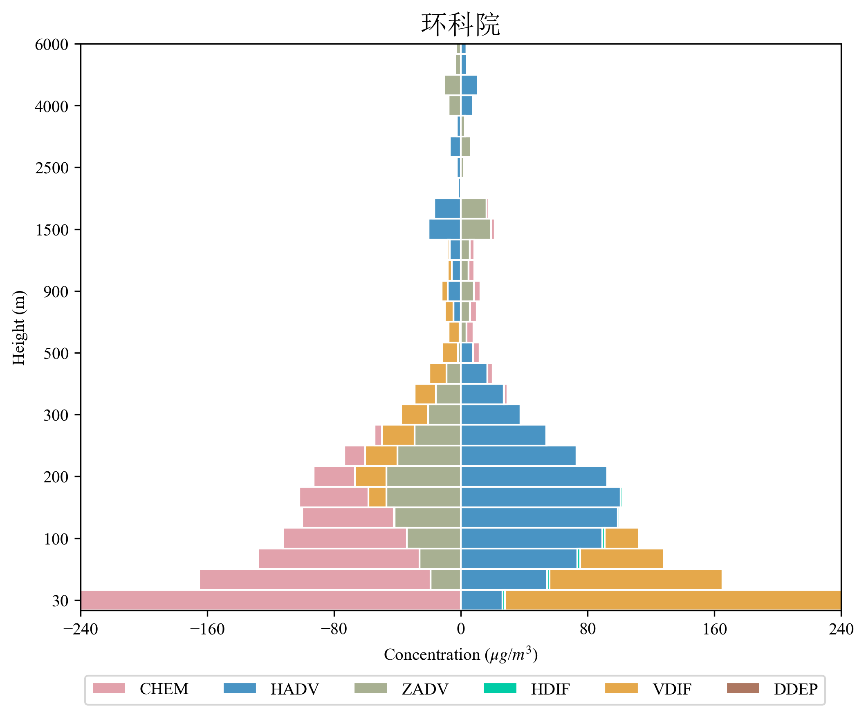 环科院
6000
4000
2500
1500
900
500
300
200
100
30
Height (m)
−240 −160 −80 0 80 160 240
Concentration (μg/m³)
CHEM HADV ZADV HDIF VDIF DDEP